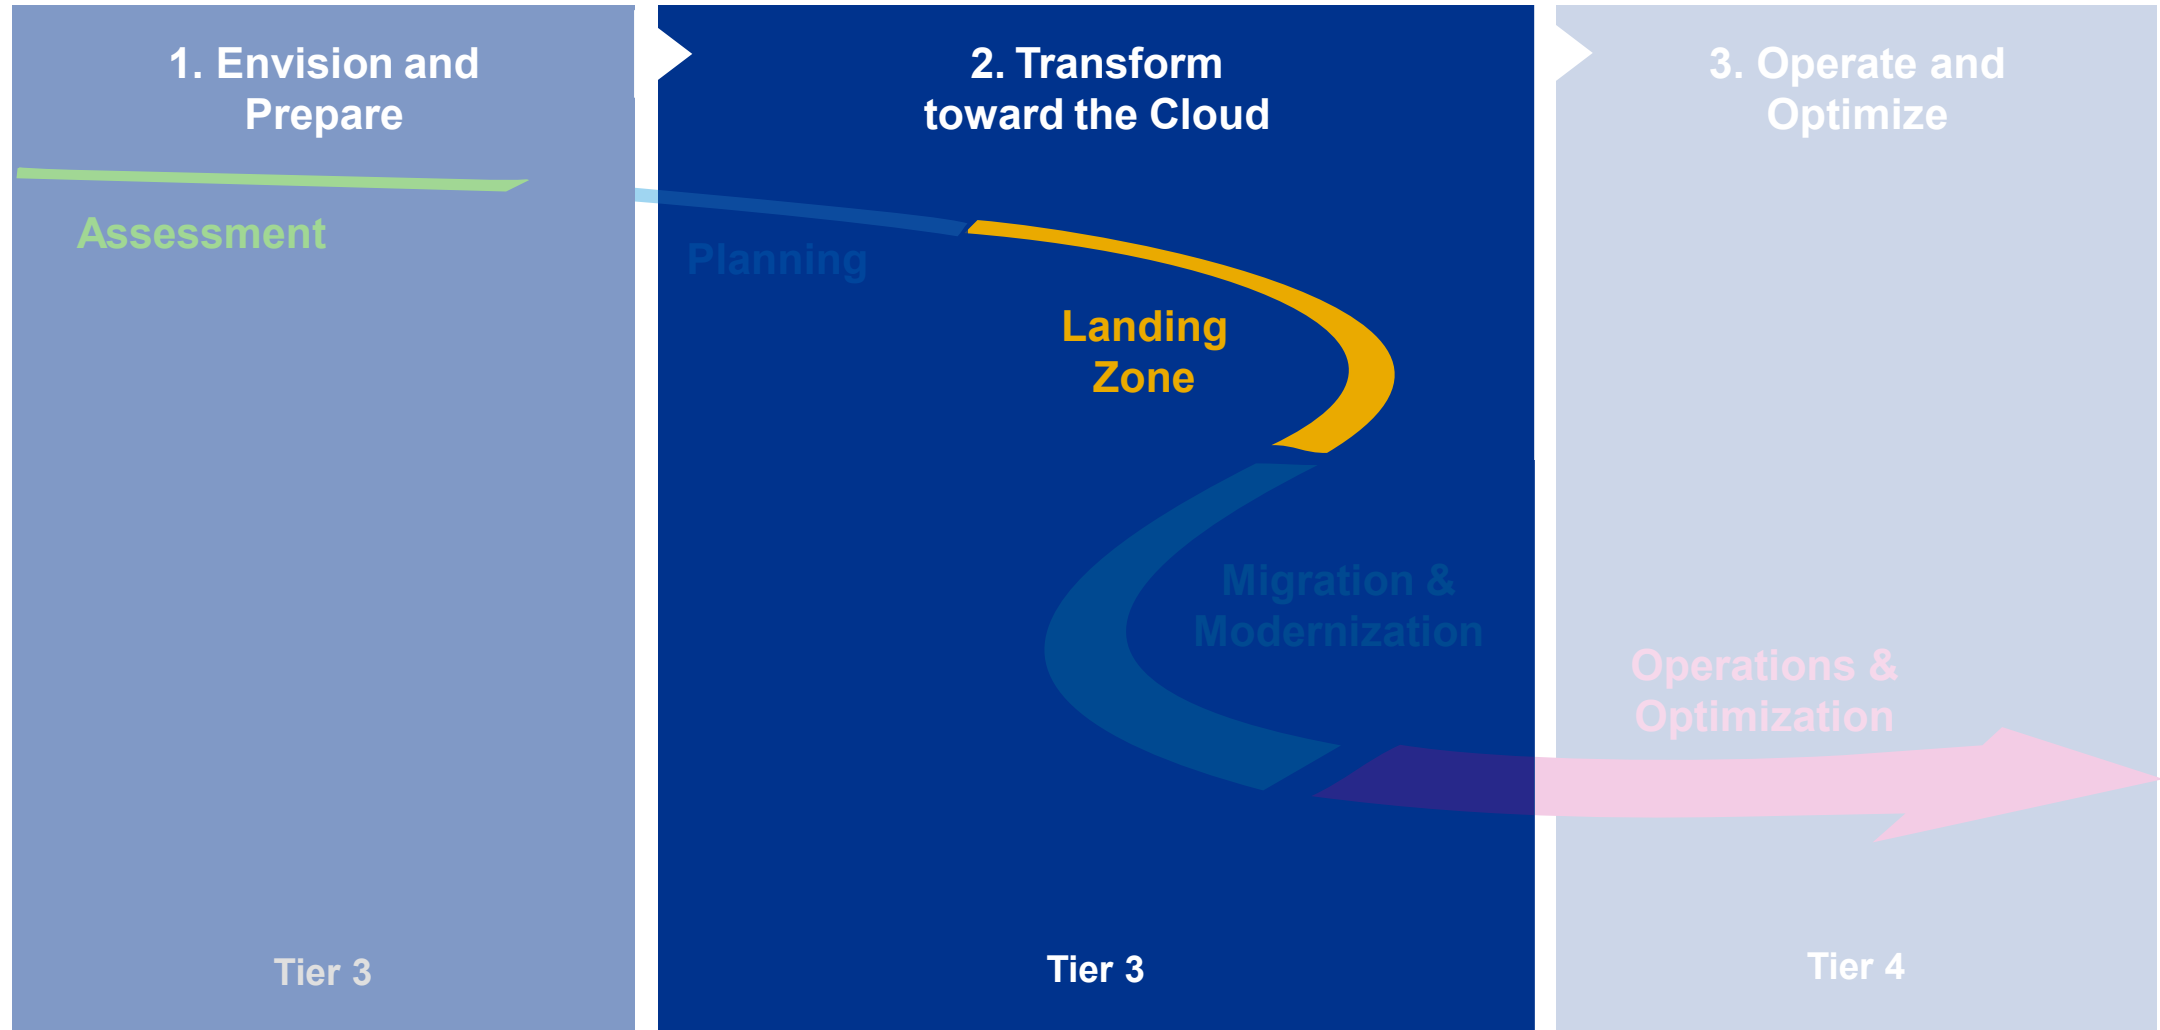 1. Envision and
Prepare
Assessment
Tier 3
2. Transform
toward the Cloud
Planning
Landing
Zone
Migration &
Modernization
Tier 3
3. Operate and
Optimize
Operations &
Optimization
Tier 4